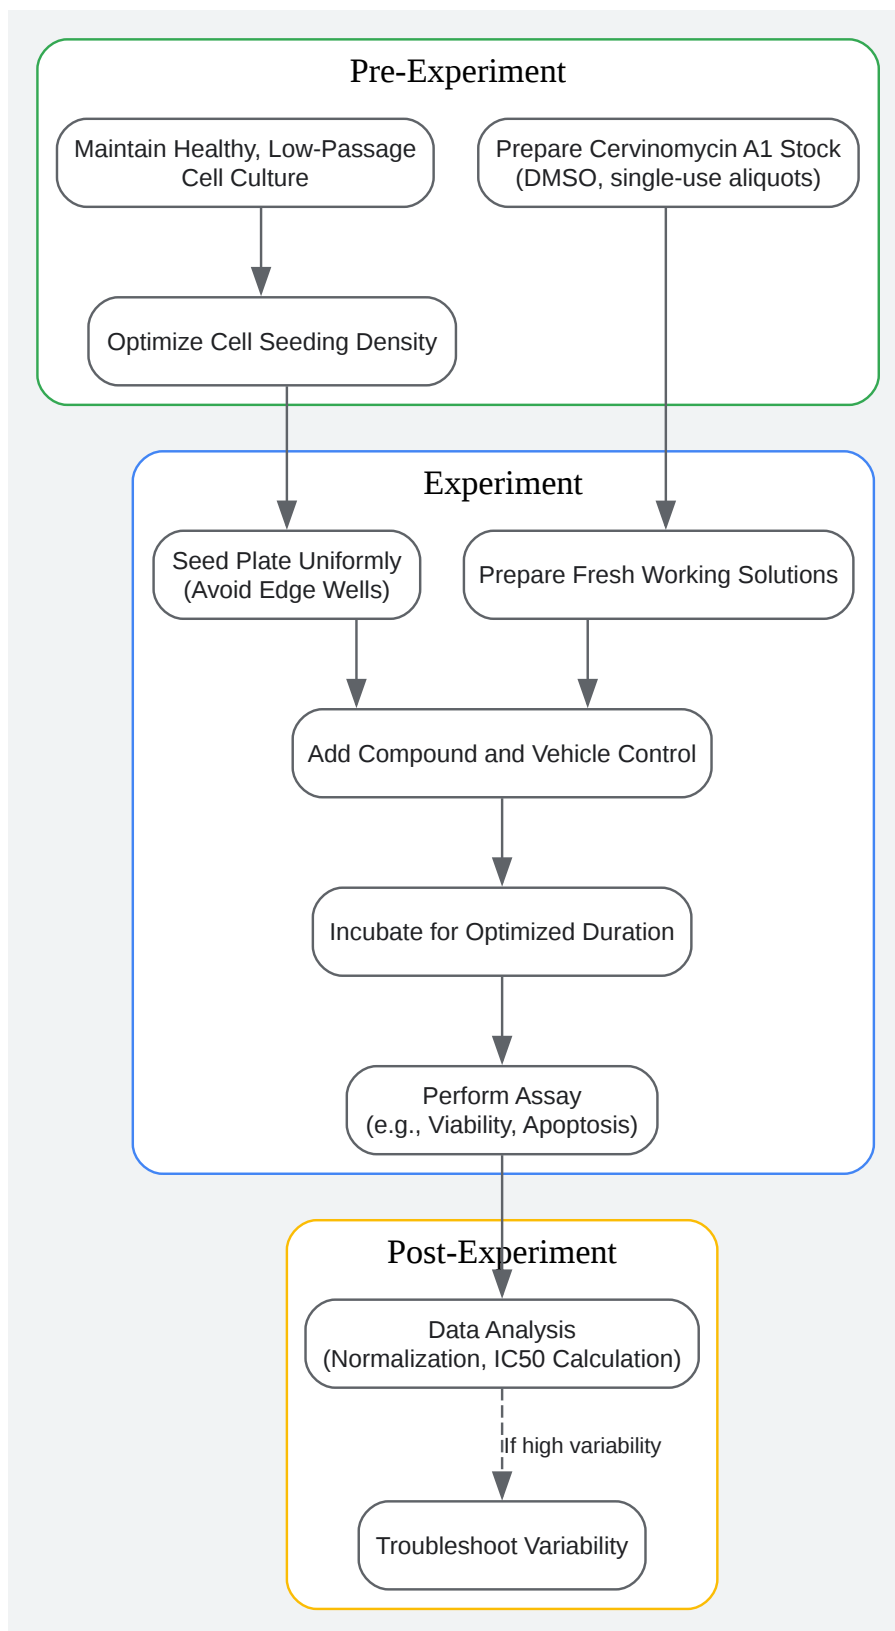 Pre-Experiment
Maintain Healthy, Low-Passage
Cell Culture
Prepare Cervinomycin A1 Stock
(DMSO, single-use aliquots)
Optimize Cell Seeding Density
Experiment
Seed Plate Uniformly
(Avoid Edge Wells)
Prepare Fresh Working Solutions
Add Compound and Vehicle Control
Incubate for Optimized Duration
Perform Assay
(e.g., Viability, Apoptosis)
Post-Experiment
Data Analysis
(Normalization, IC50 Calculation)
If high variability
Troubleshoot Variability